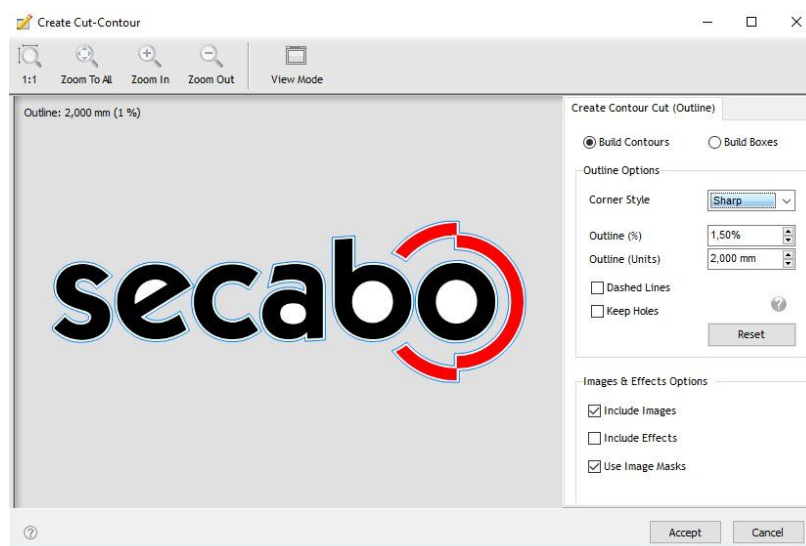 Create Cut-Contour
1:1 Zoom To All Zoom In Zoom Out View Mode
Outline: 2,000 mm (1 %)
secabo
Create Contour Cut (Outline)
Build Contours Build Boxes
Outline Options
Corner Style Sharp
Outline (%) 1,50%
Outline (Units) 2,000 mm
Dashed Lines
Keep Holes
Reset
Images & Effects Options
Include Images
Include Effects
Use Image Masks
Accept Cancel